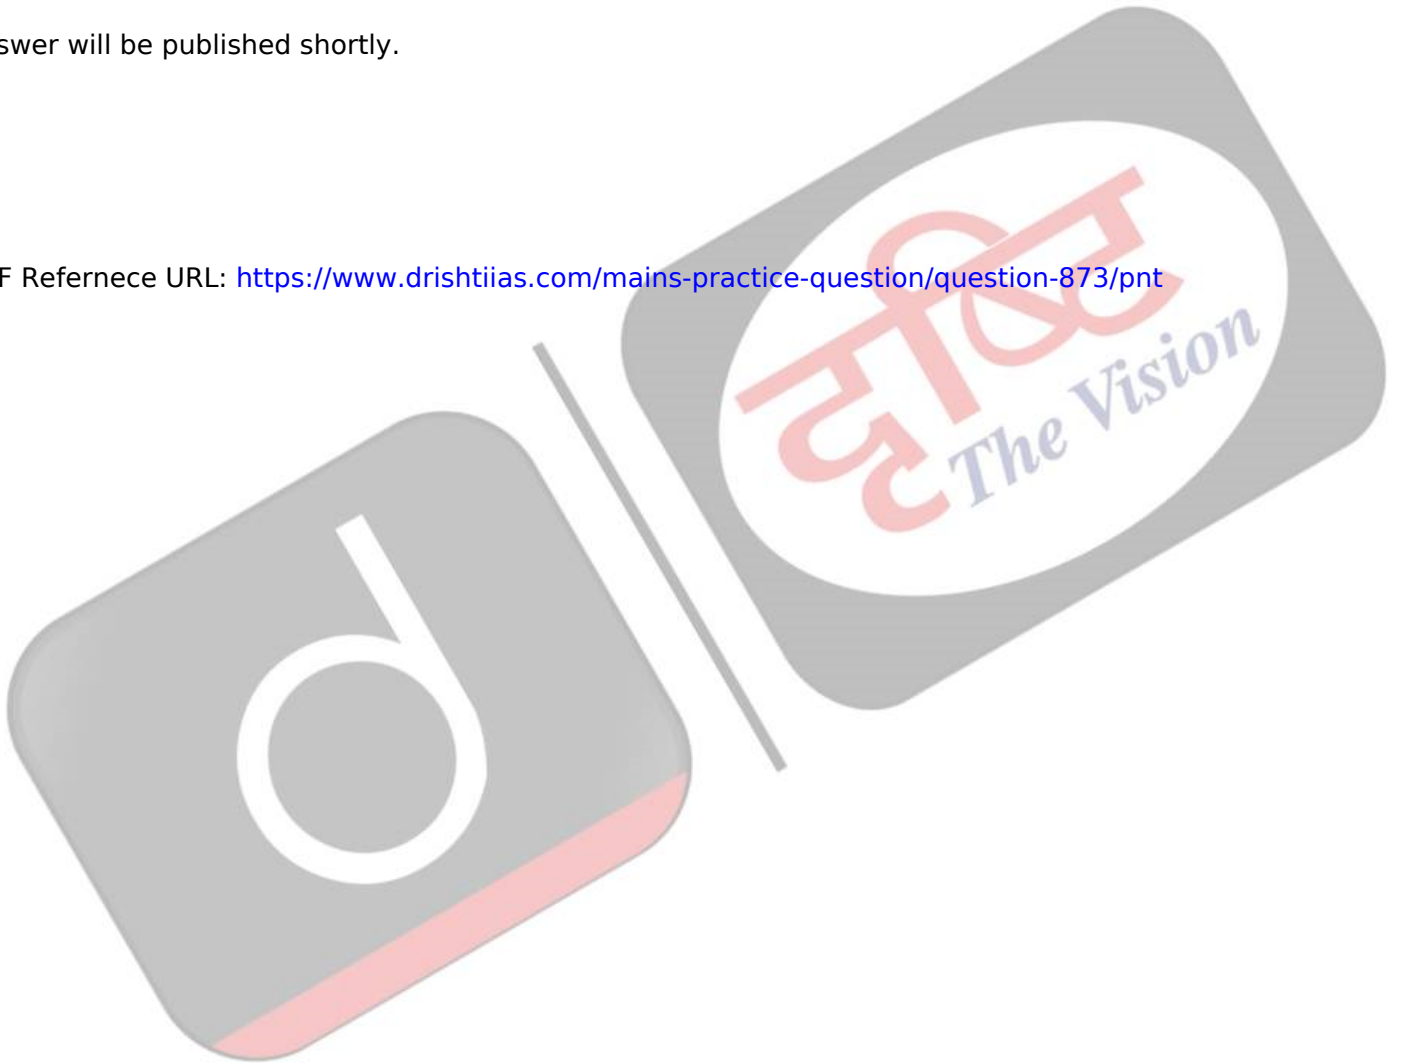 swer will be published shortly.
F Refernece URL: https://www.drishtiias.com/mains-practice-question/question-873/pnt
दृष्टि
The Vision
d